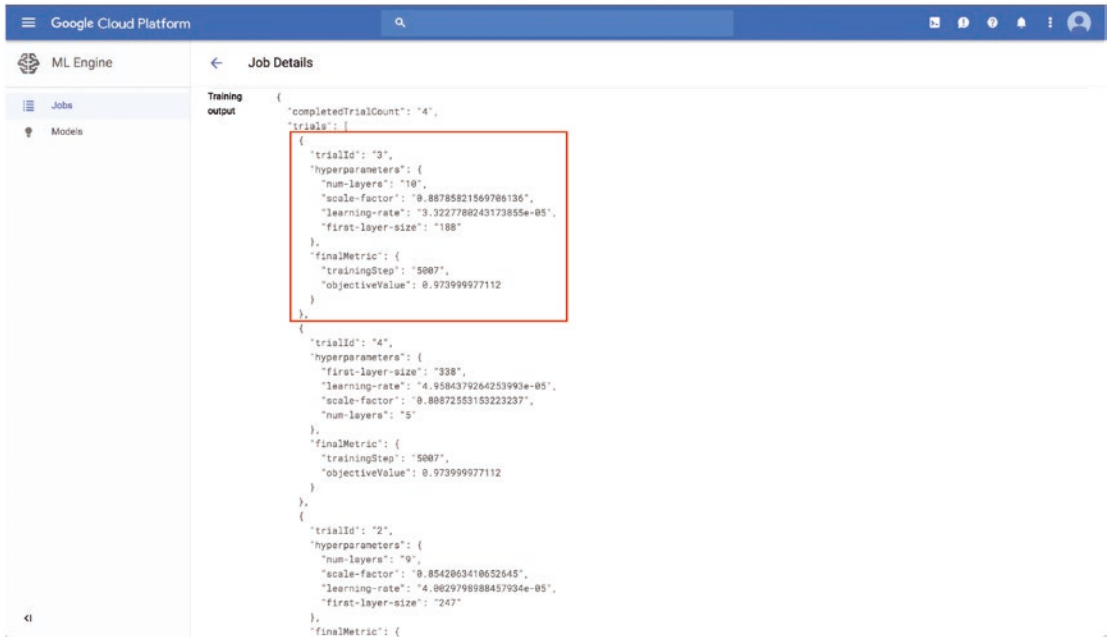 Google Cloud Platform
ML Engine
Job Details
Jobs
Models
Training output
{
"completedTrialCount": "4",
"trials": [
{
"trialId": "3",
"hyperparameters": {
"num-layers": "10",
"scale-factor": "0.88785821569706136",
"learning-rate": "3.3227780243173855e-05",
"first-layer-size": "188"
},
"finalMetric": {
"trainingStep": "5007",
"objectiveValue": 0.973999977112
}
},
{
"trialId": "4",
"hyperparameters": {
"first-layer-size": "338",
"learning-rate": "4.9584379264253993e-05",
"scale-factor": "0.80872553153223237",
"num-layers": "5"
},
"finalMetric": {
"trainingStep": "5007",
"objectiveValue": 0.973999977112
}
},
{
"trialId": "2",
"hyperparameters": {
"num-layers": "9",
"scale-factor": "0.8542063410652645",
"learning-rate": "4.0029798988457934e-05",
"first-layer-size": "247"
},
"finalMetric": {